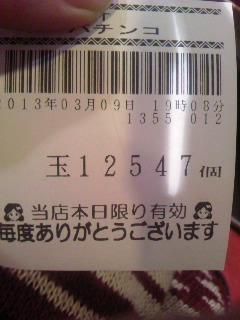 パチンコ
2013年03月09日 19時08分
1355 012
玉12547個
当店本日限り有効
毎度ありがとうございます